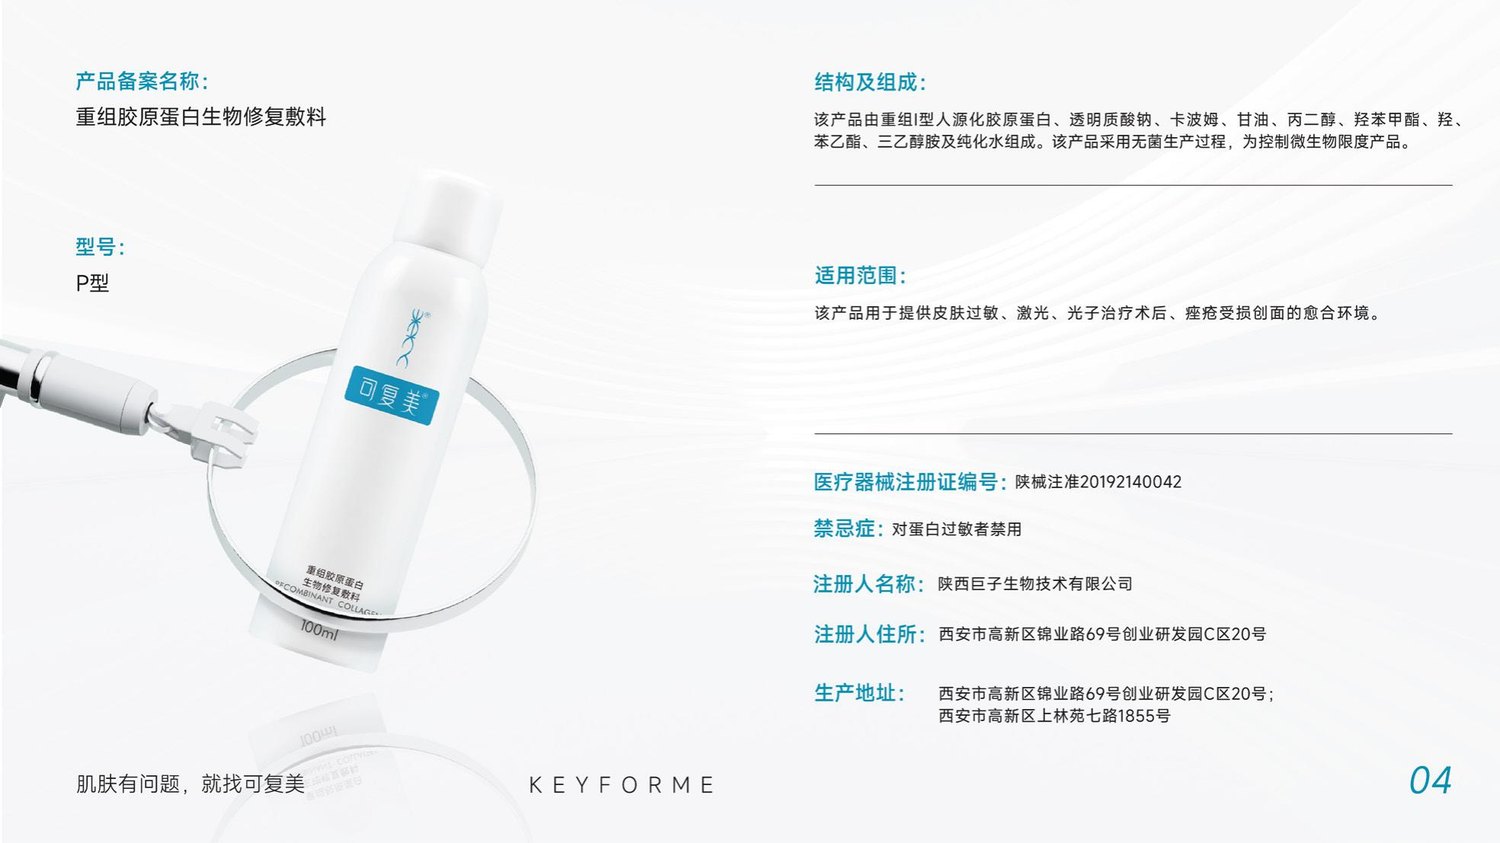 产品备案名称：
重组胶原蛋白生物修复敷料
型号：
P型
可复美®
重组胶原蛋白
生物修复敷料
RECOMBINANT COLLAGEN
100ml
结构及组成：
该产品由重组I型人源化胶原蛋白、透明质酸钠、卡波姆、甘油、丙二醇、羟苯甲酯、羟、
苯乙酯、三乙醇胺及纯化水组成。该产品采用无菌生产过程，为控制微生物限度产品。
适用范围：
该产品用于提供皮肤过敏、激光、光子治疗术后、痤疮受损创面的愈合环境。
医疗器械注册证编号：陕械注准20192140042
禁忌症：对蛋白过敏者禁用
注册人名称：陕西巨子生物技术有限公司
注册人住所：西安市高新区锦业路69号创业研发园C区20号
生产地址：西安市高新区锦业路69号创业研发园C区20号；
西安市高新区上林苑七路1855号
肌肤有问题，就找可复美
KEYFORME
04